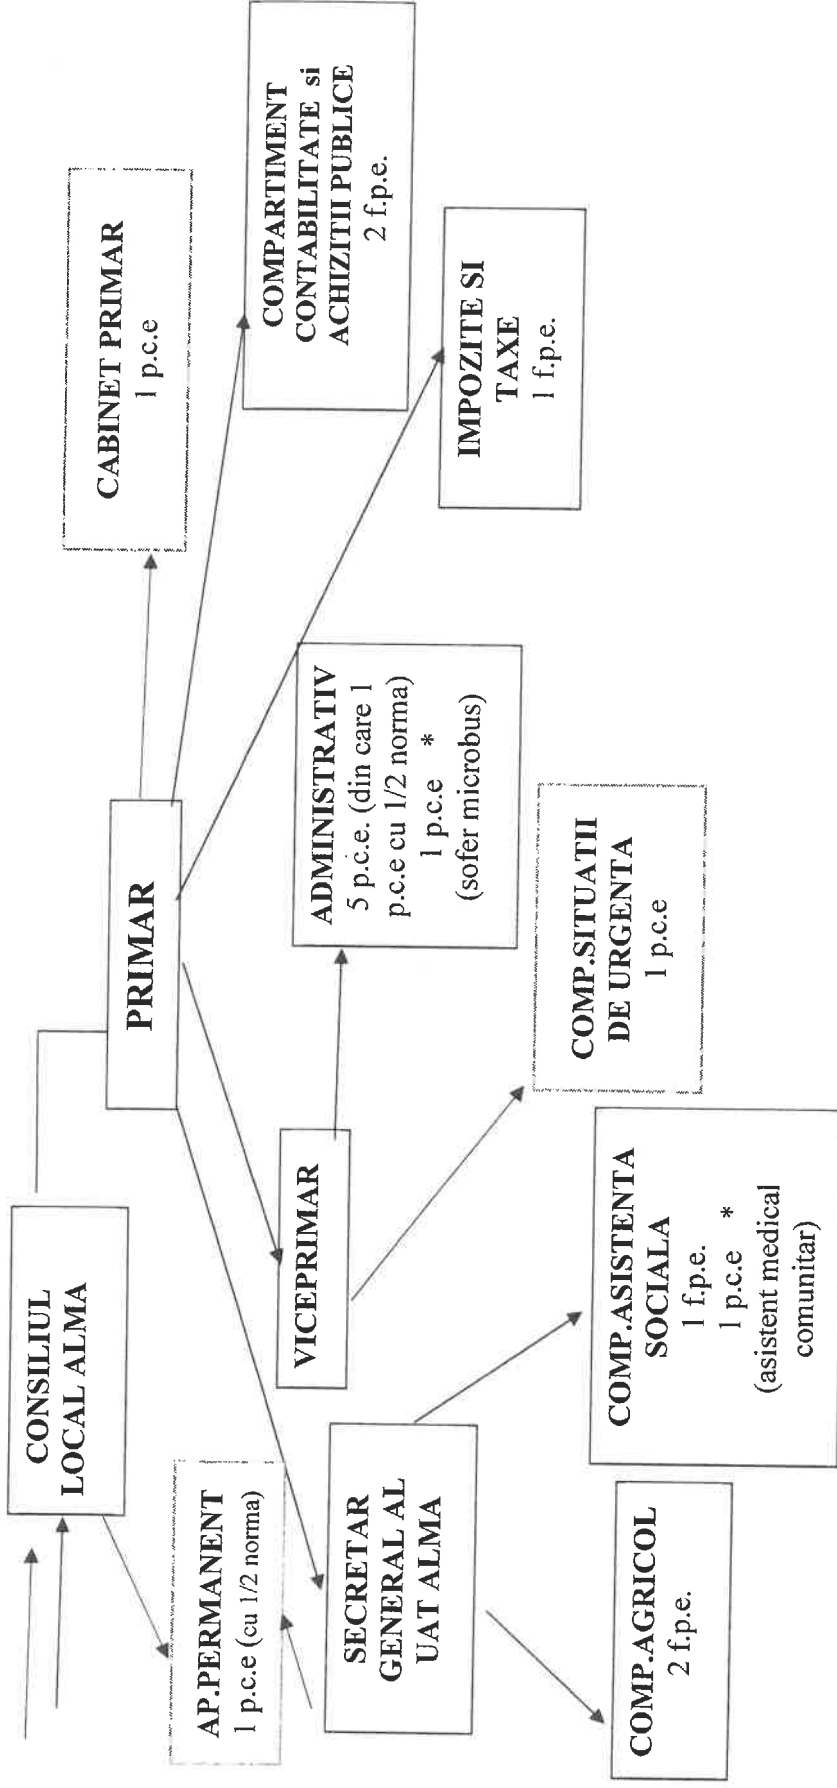 CONSILIUL
LOCAL ALMA
PRIMAR
CABINET PRIMAR
1 p.c.e
AP.PERMANENT
1 p.c.e (cu 1/2 norma)
COMPARTIMENT
CONTABILITATE si
ACHIZITII PUBLICE
2 f.p.e.
VICEPRIMAR
ADMINISTRATIV
5 p.c.e. (din care 1
p.c.e cu 1/2 norma)
1 p.c.e *
(sofer microbus)
SECRETAR
GENERAL AL
UAT ALMA
IMPOZITE SI
TAXE
1 f.p.e.
COMP.SITUATII
DE URGENTA
1 p.c.e
COMP.ASISTENTA
SOCIALA
1 f.p.e.
1 p.c.e *
(asistent medical
comunitar)
COMP.AGRICOL
2 f.p.e.